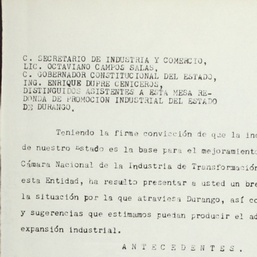 C. SECRETARIO DE INDUSTRIA Y COMERCIO,
LIC. OCTAVIANO CAMPOS SALAS.
C. GOBERNADOR CONSTITUCIONAL DEL ESTADO,
ING. ENRIQUE DUPRE CENICEROS,
DISTINGUIDOS ASISTENTES A ESTA MESA RE-
DONDA DE PROMOCION INDUSTRIAL DEL ESTADO
DE DURANGO.
Teniendo la firme convicción de que la in
de nuestro Estado es la base para el mejoramiento
Cámara Nacional de la Industria de Transformación
esta Entidad, ha resulto presentar a usted un bre
la situación por la que atraviesa Durango, así co
y sugerencias que estimamos puedan producir el ad
expansión industrial.
A N T E C E D E N T E S .